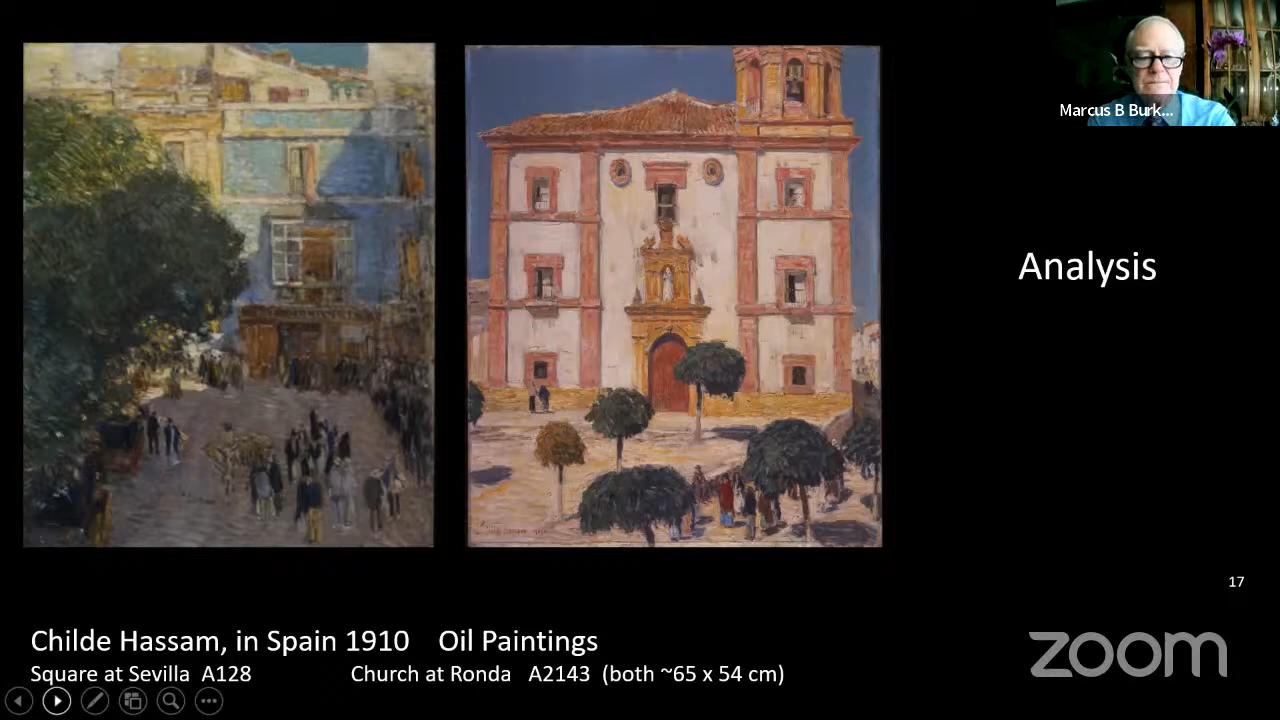 Marcus B Burk...
Analysis
17
Childe Hassam, in Spain 1910 Oil Paintings
Square at Sevilla A128 Church at Ronda A2143 (both ~65 x 54 cm)
zoom